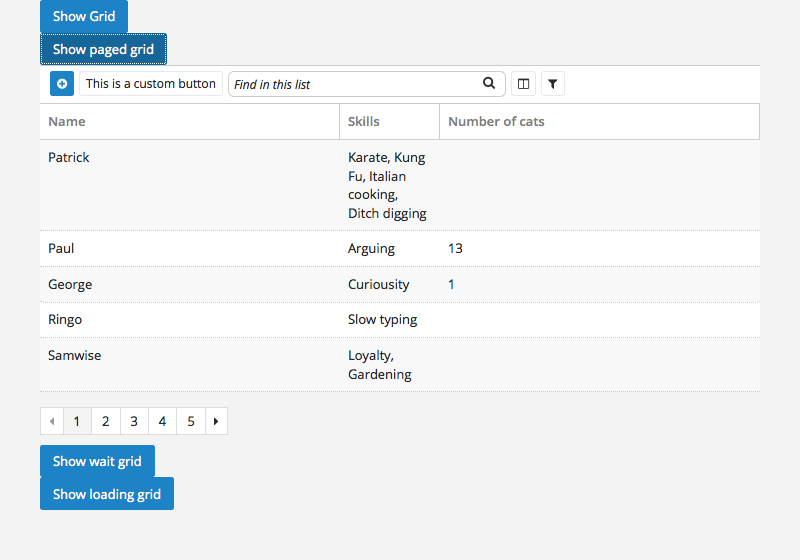 Show Grid
Show paged grid
This is a custom button Find in this list
Name Skills Number of cats
Patrick Karate, Kung
Fu, Italian
cooking,
Ditch digging
Paul Arguing 13
George Curiousity 1
Ringo Slow typing
Samwise Loyalty,
Gardening
1 2 3 4 5
Show wait grid
Show loading grid